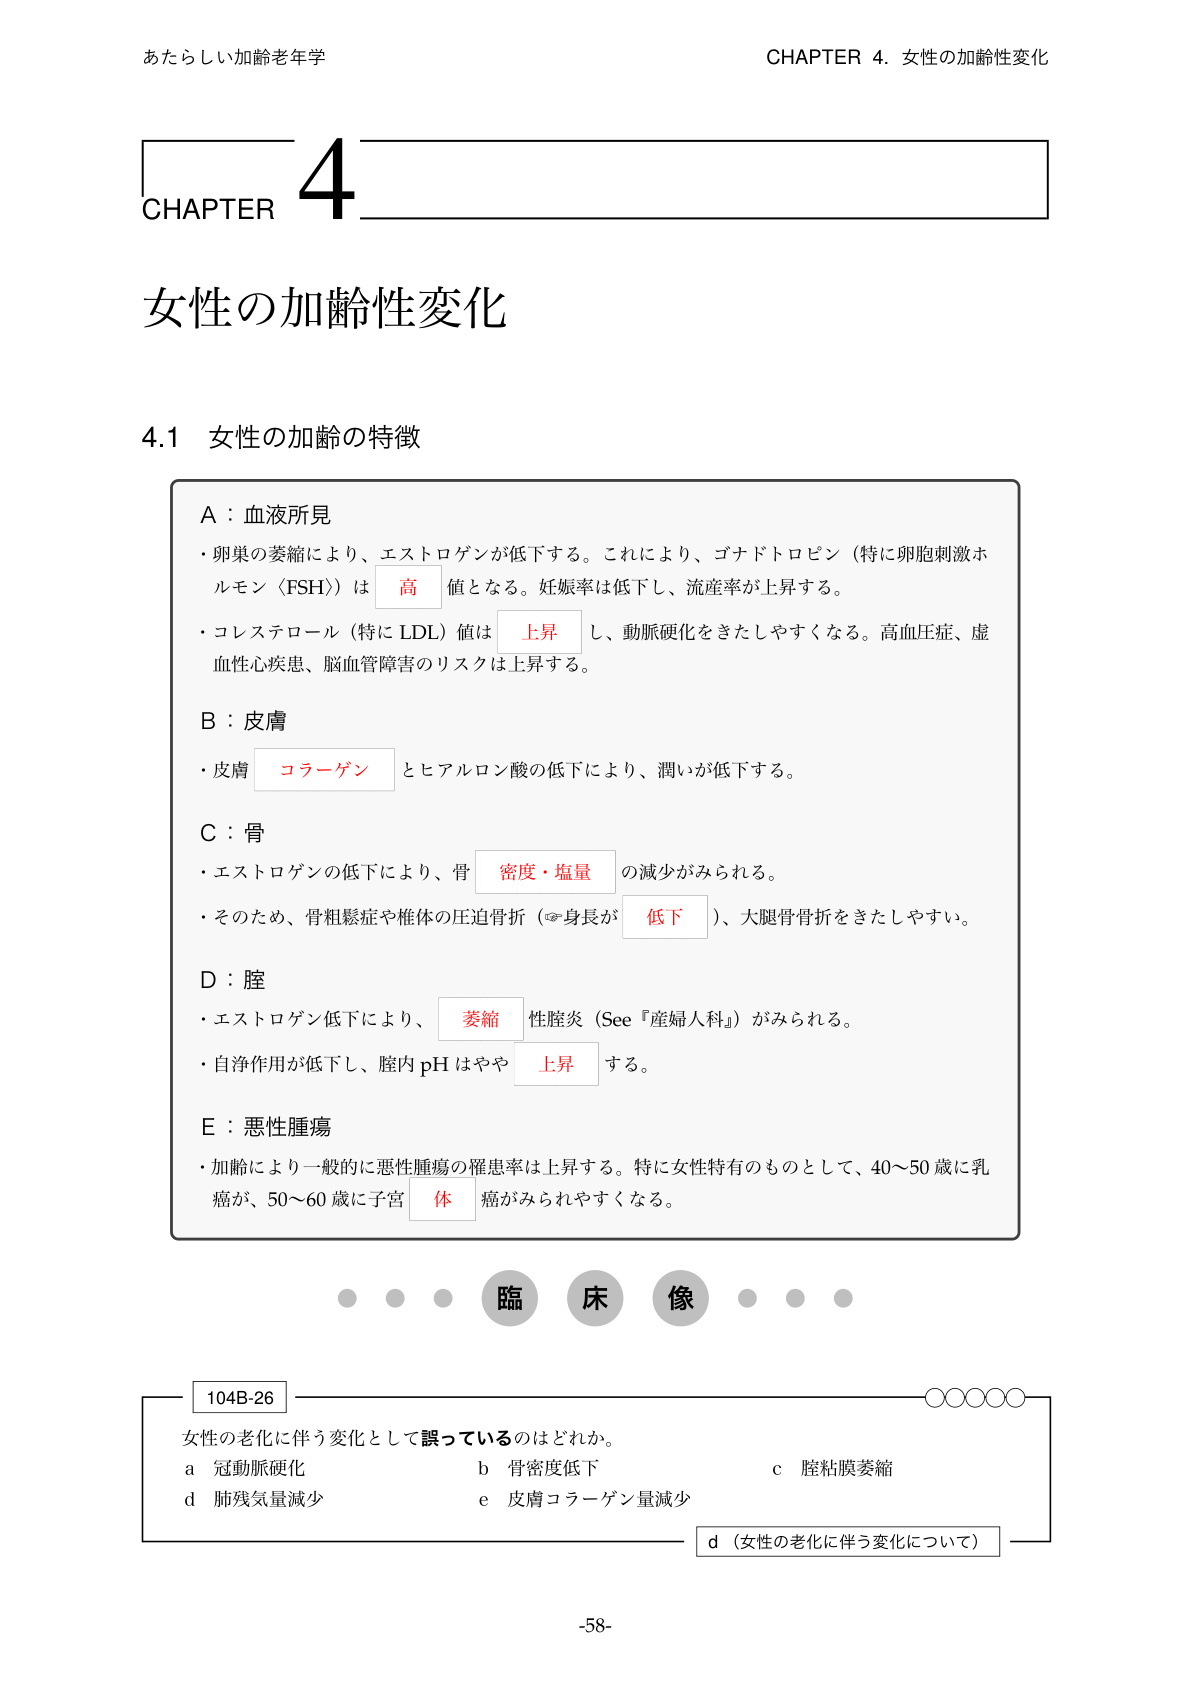 あたらしい加齢老年学
CHAPTER 4. 女性の加齢性変化
CHAPTER 4
女性の加齢性変化
4.1 女性の加齢の特徴
A：血液所見
・卵巣の萎縮により、エストロゲンが低下する。これにより、ゴナドトロピン（特に卵胞刺激ホ
ルモン〈FSH〉）は 高 値となる。妊娠率は低下し、流産率が上昇する。
・コレステロール（特に LDL）値は 上昇 し、動脈硬化をきたしやすくなる。高血圧症、虚
血性心疾患、脳血管障害のリスクは上昇する。
B：皮膚
・皮膚 コラーゲン とヒアルロン酸の低下により、潤いが低下する。
C：骨
・エストロゲンの低下により、骨 密度・塩量 の減少がみられる。
・そのため、骨粗鬆症や椎体の圧迫骨折（☞身長が 低下 ）、大腿骨骨折をきたしやすい。
D：腟
・エストロゲン低下により、 萎縮 性腟炎（See『産婦人科』）がみられる。
・自浄作用が低下し、腟内 pH はやや 上昇 する。
E：悪性腫瘍
・加齢により一般的に悪性腫瘍の罹患率は上昇する。特に女性特有のものとして、40〜50 歳に乳
癌が、50〜60 歳に子宮 体 癌がみられやすくなる。
臨 床 像
104B-26
女性の老化に伴う変化として誤っているのはどれか。
a 冠動脈硬化 b 骨密度低下 c 腟粘膜萎縮
d 肺残気量減少 e 皮膚コラーゲン量減少
d（女性の老化に伴う変化について）
-58-